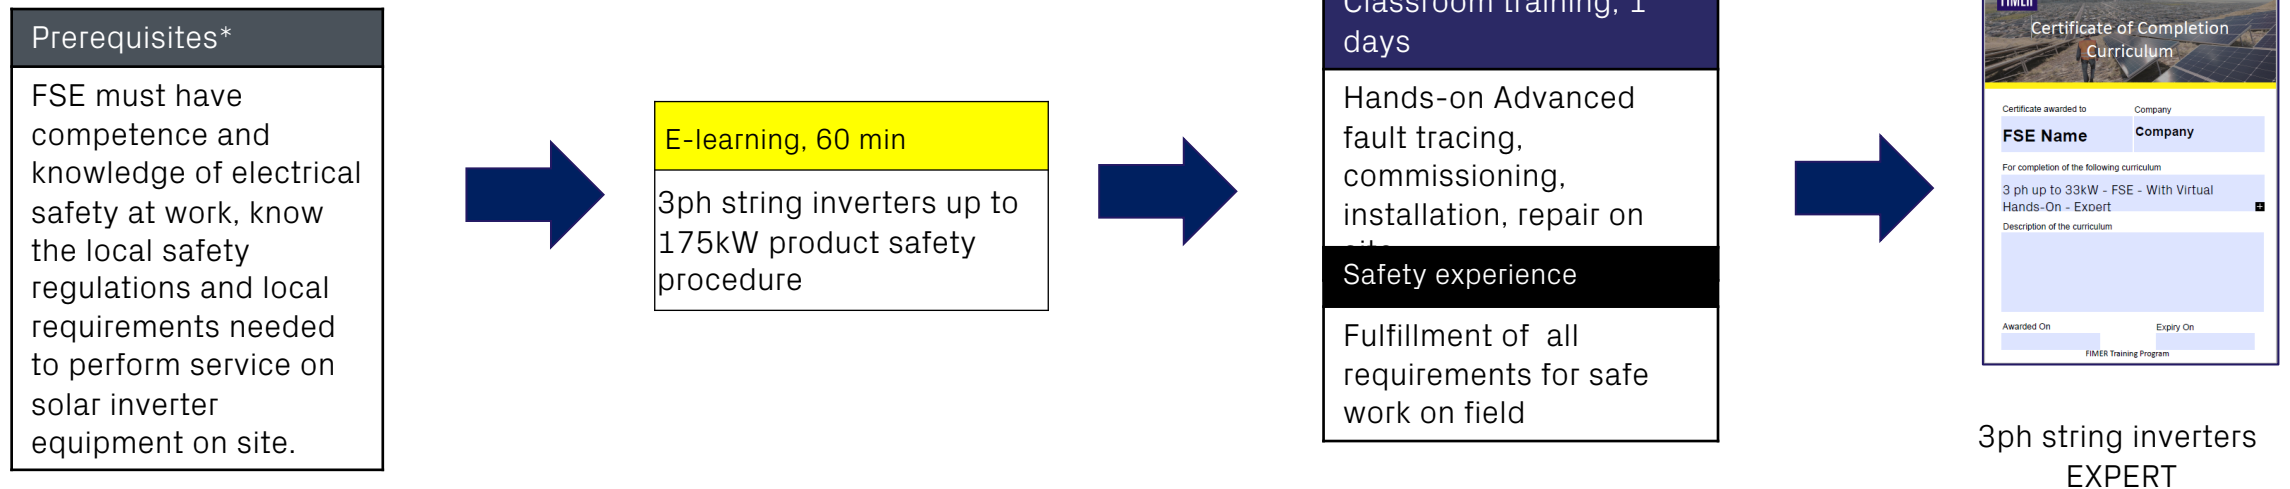 Prerequisites*
FSE must have
competence and
knowledge of electrical
safety at work, know
the local safety
regulations and local
requirements needed
to perform service on
solar inverter
equipment on site.
E-learning, 60 min
3ph string inverters up to
175kW product safety
procedure
Classroom training, 1
days
Hands-on Advanced
fault tracing,
commissioning,
installation, repair on
site
Safety experience
Fulfillment of all
requirements for safe
work on field
FIMER
Certificate of Completion
Curriculum
Certificate awarded to Company
FSE Name Company
For completion of the following curriculum
3 ph up to 33kW - FSE - With Virtual
Hands-On - Expert
Description of the curriculum
Awarded On Expiry On
FIMER Training Program
3ph string inverters
EXPERT